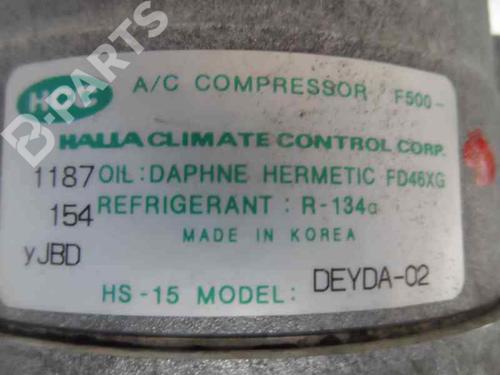 HCC A/C COMPRESSOR F500-
HALLA CLIMATE CONTROL CORP.
1187 OIL: DAPHNE HERMETIC FD46XG
154 REFRIGERANT : R-134a
yJBD MADE IN KOREA
HS-15 MODEL: DEYDA-02
B-PARTS